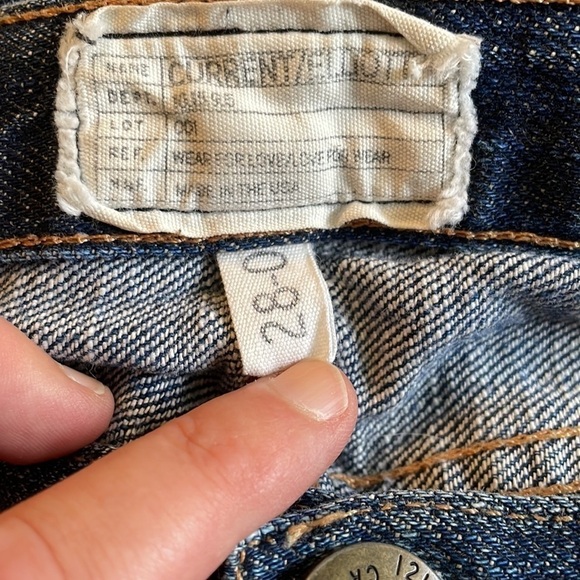 NAME CURRENT/ELLIOTT
DEPT.
LOT 001
REF. WEAR FOR LOVE/LOVE FOR WEAR
MADE IN THE USA
28-0